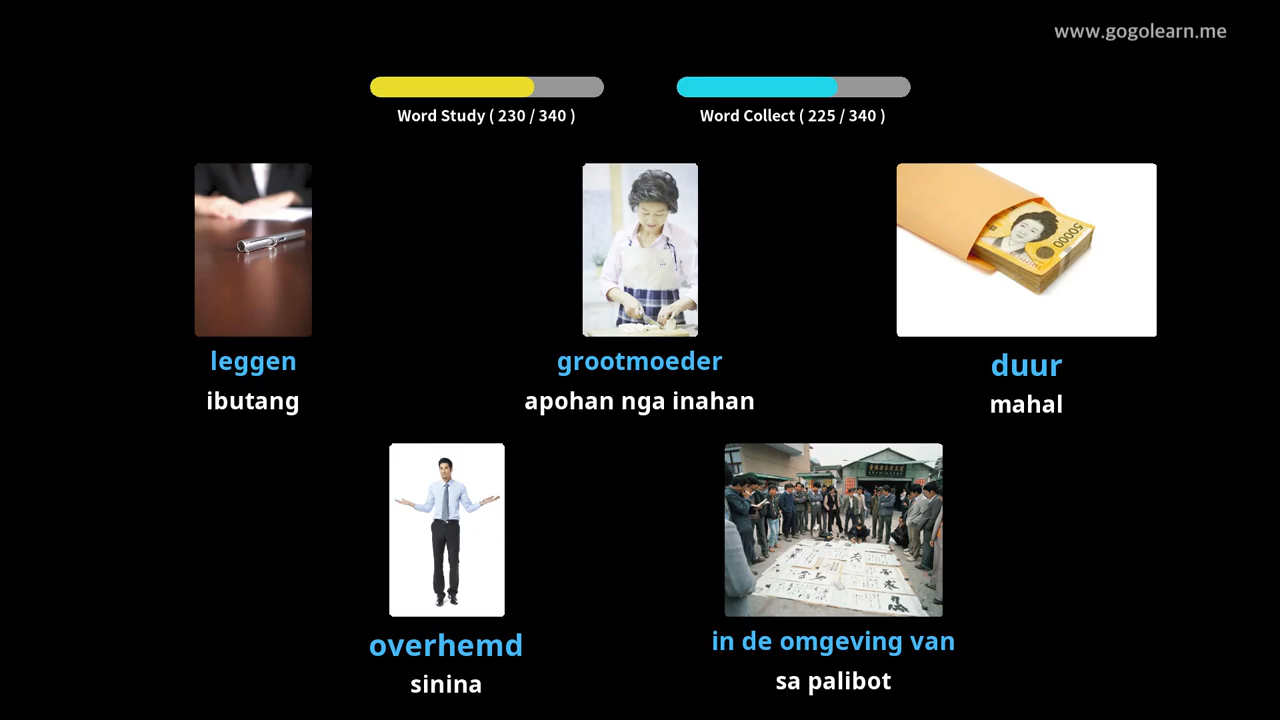 www.gogolearn.me
Word Study ( 230 / 340 )
Word Collect ( 225 / 340 )
leggen
ibutang
grootmoeder
apohan nga inahan
50000
duur
mahal
overhemd
sinina
in de omgeving van
sa palibot